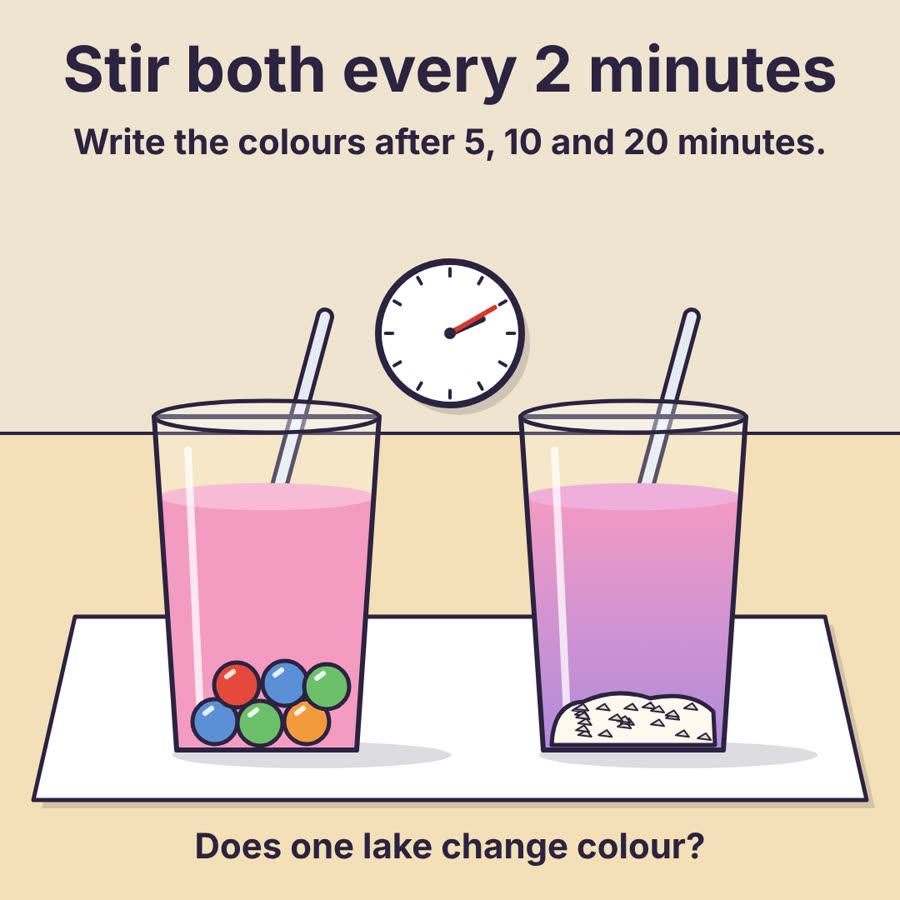 Stir both every 2 minutes
Write the colours after 5, 10 and 20 minutes.
Does one lake change colour?